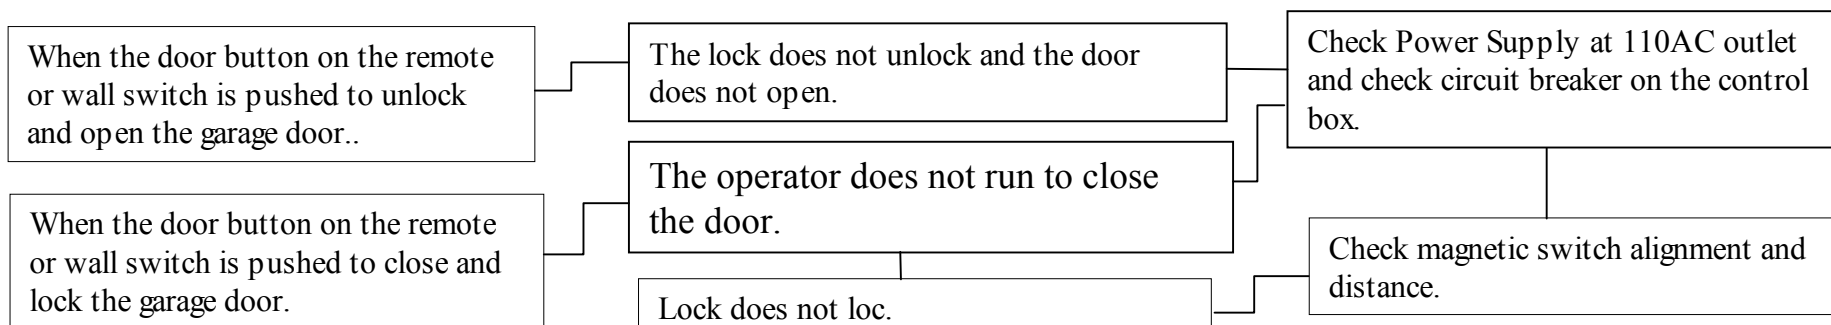 When the door button on the remote
or wall switch is pushed to unlock
and open the garage door..
The lock does not unlock and the door
does not open.
Check Power Supply at 110AC outlet
and check circuit breaker on the control
box.
When the door button on the remote
or wall switch is pushed to close and
lock the garage door.
The operator does not run to close
the door.
Lock does not loc.
Check magnetic switch alignment and
distance.